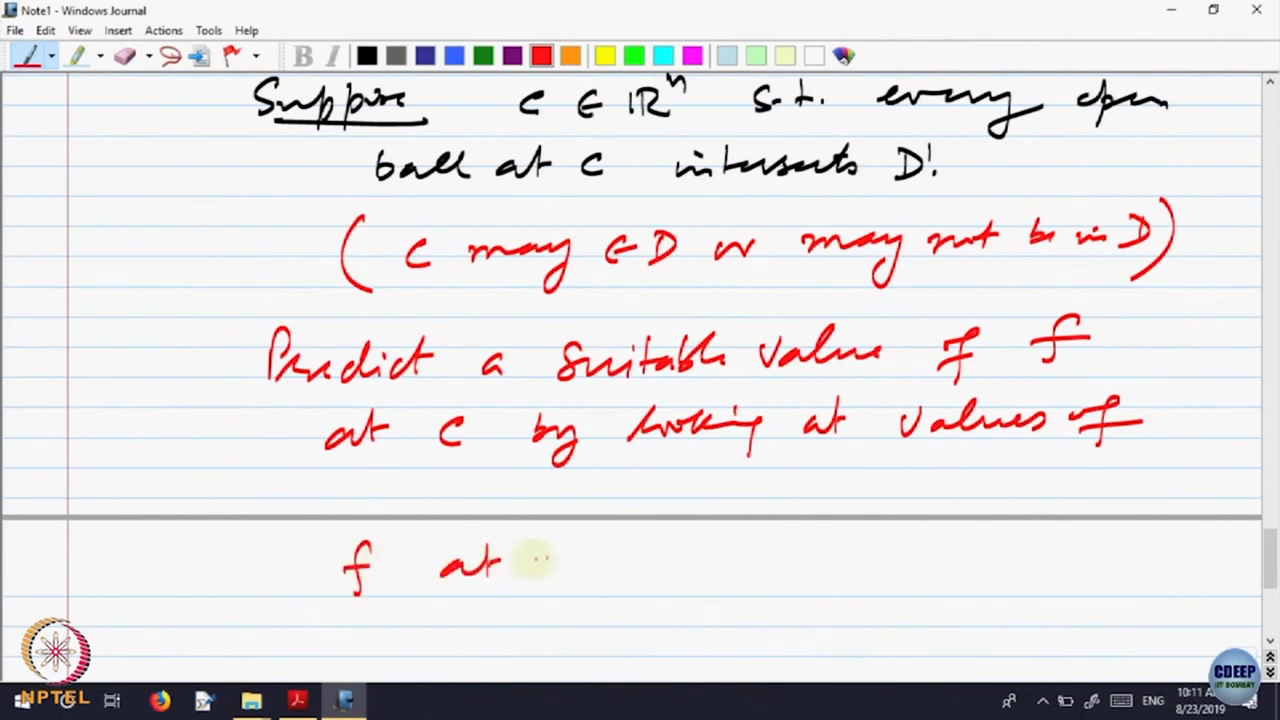 Note1 - Windows Journal
File Edit View Insert Actions Tools Help
B I
Suppose c ∈ ℝⁿ s.t. every open
ball at c intersects D!
( c may ∈ D or may not be in D)
Predict a suitable value of f
at c by looking at values of
f at
NPTEL
CDEEP
IIT BOMBAY
ENG
10:11 A
8/23/2019